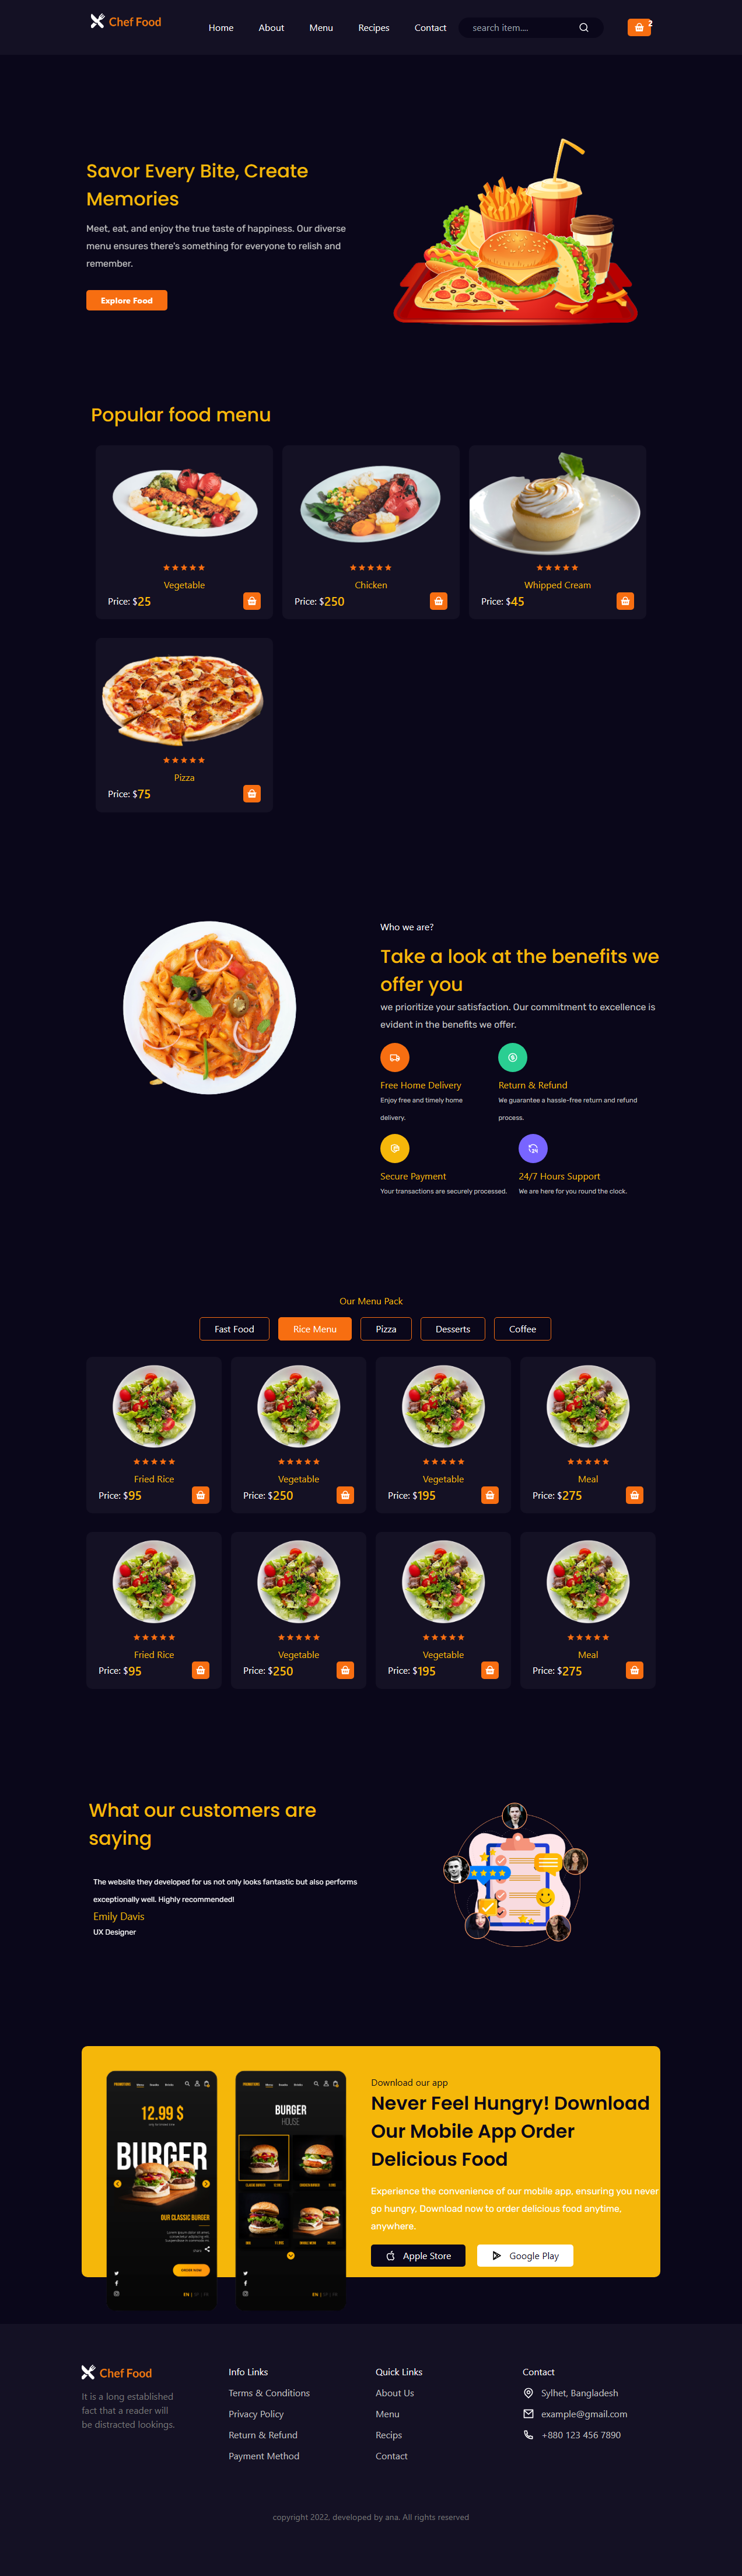 Chef Food
Home About Menu Recipes Contact search item....
2
Savor Every Bite, Create
Memories
Meet, eat, and enjoy the true taste of happiness. Our diverse
menu ensures there's something for everyone to relish and
remember.
Explore Food
Popular food menu
Vegetable
Price: $25
Chicken
Price: $250
Whipped Cream
Price: $45
Pizza
Price: $75
Who we are?
Take a look at the benefits we
offer you
we prioritize your satisfaction. Our commitment to excellence is
evident in the benefits we offer.
Free Home Delivery
Enjoy free and timely home
delivery.
Return & Refund
We guarantee a hassle-free return and refund
process.
Secure Payment
Your transactions are securely processed.
24/7 Hours Support
We are here for you round the clock.
Our Menu Pack
Fast Food Rice Menu Pizza Desserts Coffee
Fried Rice
Price: $95
Vegetable
Price: $250
Vegetable
Price: $195
Meal
Price: $275
Fried Rice
Price: $95
Vegetable
Price: $250
Vegetable
Price: $195
Meal
Price: $275
What our customers are
saying
The website they developed for us not only looks fantastic but also performs
exceptionally well. Highly recommended!
Emily Davis
UX Designer
12.99 $
BURGER
OUR CLASSIC BURGER
BURGER
HOUSE
Download our app
Never Feel Hungry! Download
Our Mobile App Order
Delicious Food
Experience the convenience of our mobile app, ensuring you never
go hungry. Download now to order delicious food anytime,
anywhere.
Apple Store Google Play
Chef Food
It is a long established
fact that a reader will
be distracted lookings.
Info Links
Terms & Conditions
Privacy Policy
Return & Refund
Payment Method
Quick Links
About Us
Menu
Recips
Contact
Contact
Sylhet, Bangladesh
example@gmail.com
+880 123 456 7890
copyright 2022, developed by ana. All rights reserved